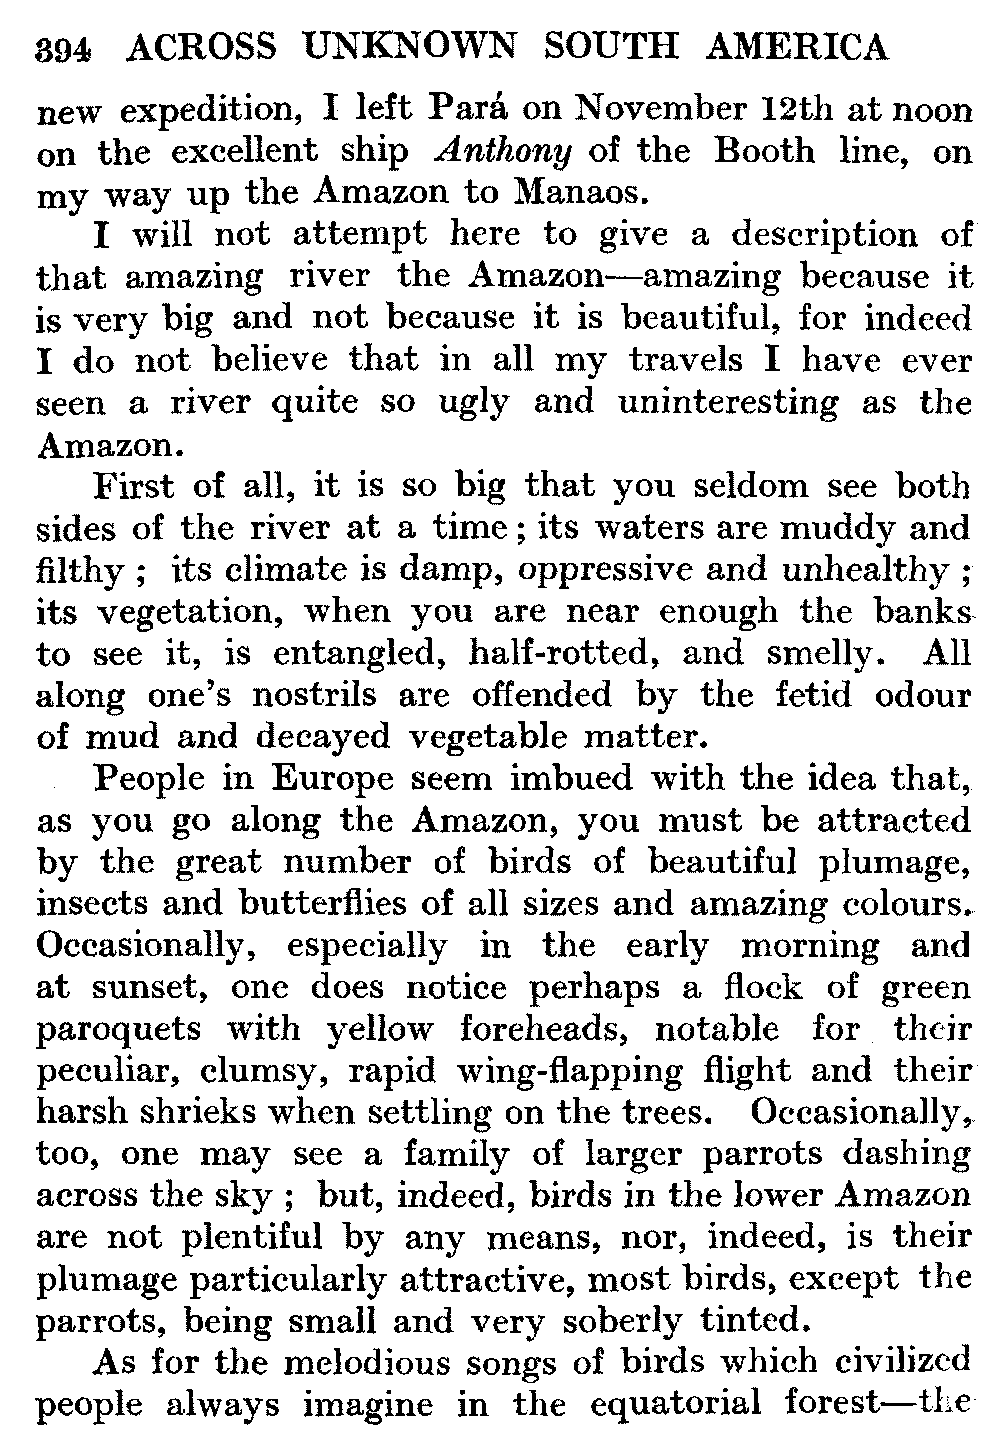 394 ACROSS UNKNOWN SOUTH AMERICA
new expedition, I left Pará on November 12th at noon
on the excellent ship Anthony of the Booth line, on
my way up the Amazon to Manaos.
I will not attempt here to give a description of
that amazing river the Amazon—amazing because it
is very big and not because it is beautiful, for indeed
I do not believe that in all my travels I have ever
seen a river quite so ugly and uninteresting as the
Amazon.
First of all, it is so big that you seldom see both
sides of the river at a time ; its waters are muddy and
filthy ; its climate is damp, oppressive and unhealthy ;
its vegetation, when you are near enough the banks
to see it, is entangled, half-rotted, and smelly. All
along one's nostrils are offended by the fetid odour
of mud and decayed vegetable matter.
People in Europe seem imbued with the idea that,
as you go along the Amazon, you must be attracted
by the great number of birds of beautiful plumage,
insects and butterflies of all sizes and amazing colours.
Occasionally, especially in the early morning and
at sunset, one does notice perhaps a flock of green
paroquets with yellow foreheads, notable for their
peculiar, clumsy, rapid wing-flapping flight and their
harsh shrieks when settling on the trees. Occasionally,
too, one may see a family of larger parrots dashing
across the sky ; but, indeed, birds in the lower Amazon
are not plentiful by any means, nor, indeed, is their
plumage particularly attractive, most birds, except the
parrots, being small and very soberly tinted.
As for the melodious songs of birds which civilized
people always imagine in the equatorial forest—the